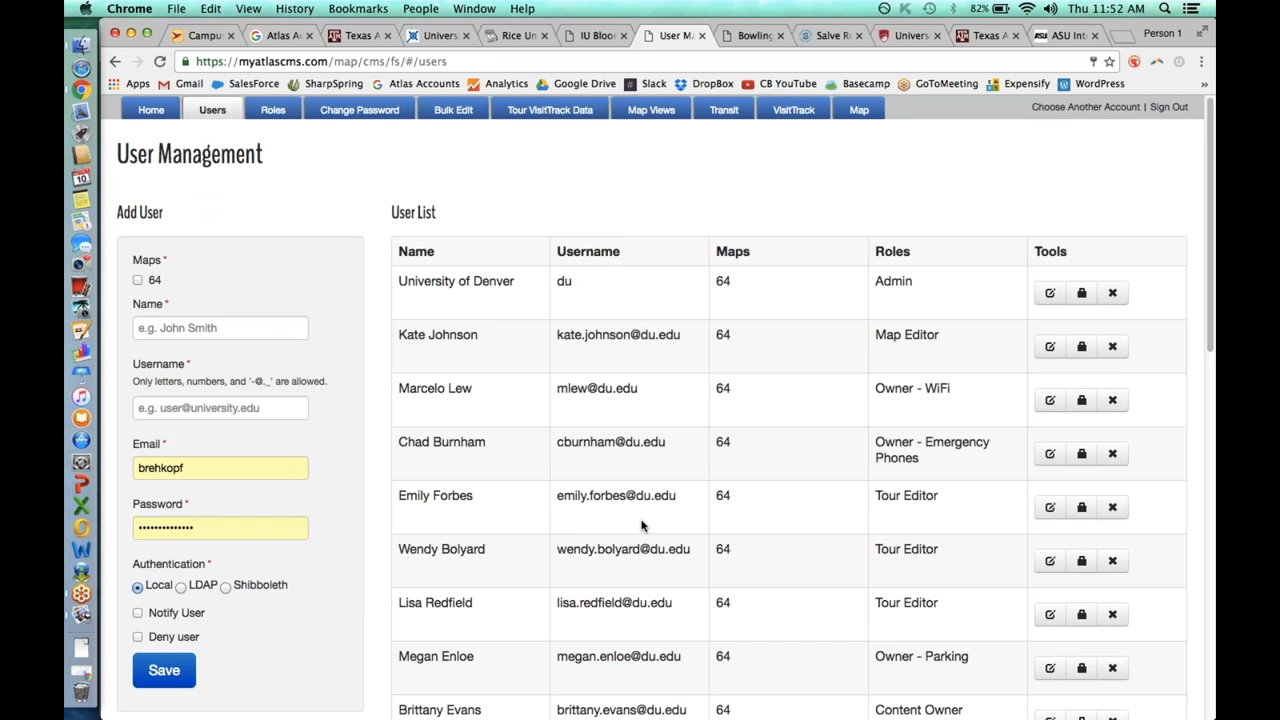 Chrome File Edit View History Bookmarks People Window Help 82% Thu 11:52 AM
Campus Atlas Ac Texas A Univers Rice Un IU Bloom User Ma Bowling Salve Re Univers Texas A ASU Int Person 1
https://myatlascms.com/map/cms/fs/#/users
Apps Gmail SalesForce SharpSpring Atlas Accounts Analytics Google Drive Slack DropBox CB YouTube Basecamp GoToMeeting Expensify WordPress »
Home Users Roles Change Password Bulk Edit Tour VisitTrack Data Map Views Transit VisitTrack Map Choose Another Account | Sign Out
User Management
Add User
Maps *
64
Name *
e.g. John Smith
Username *
Only letters, numbers, and '-@._' are allowed.
e.g. user@university.edu
Email *
brehkopf
Password *
Authentication *
Local LDAP Shibboleth
Notify User
Deny user
Save
User List
Name Username Maps Roles Tools
University of Denver du 64 Admin
Kate Johnson kate.johnson@du.edu 64 Map Editor
Marcelo Lew mlew@du.edu 64 Owner - WiFi
Chad Burnham cburnham@du.edu 64 Owner - Emergency
Phones
Emily Forbes emily.forbes@du.edu 64 Tour Editor
Wendy Bolyard wendy.bolyard@du.edu 64 Tour Editor
Lisa Redfield lisa.redfield@du.edu 64 Tour Editor
Megan Enloe megan.enloe@du.edu 64 Owner - Parking
Brittany Evans brittany.evans@du.edu 64 Content Owner